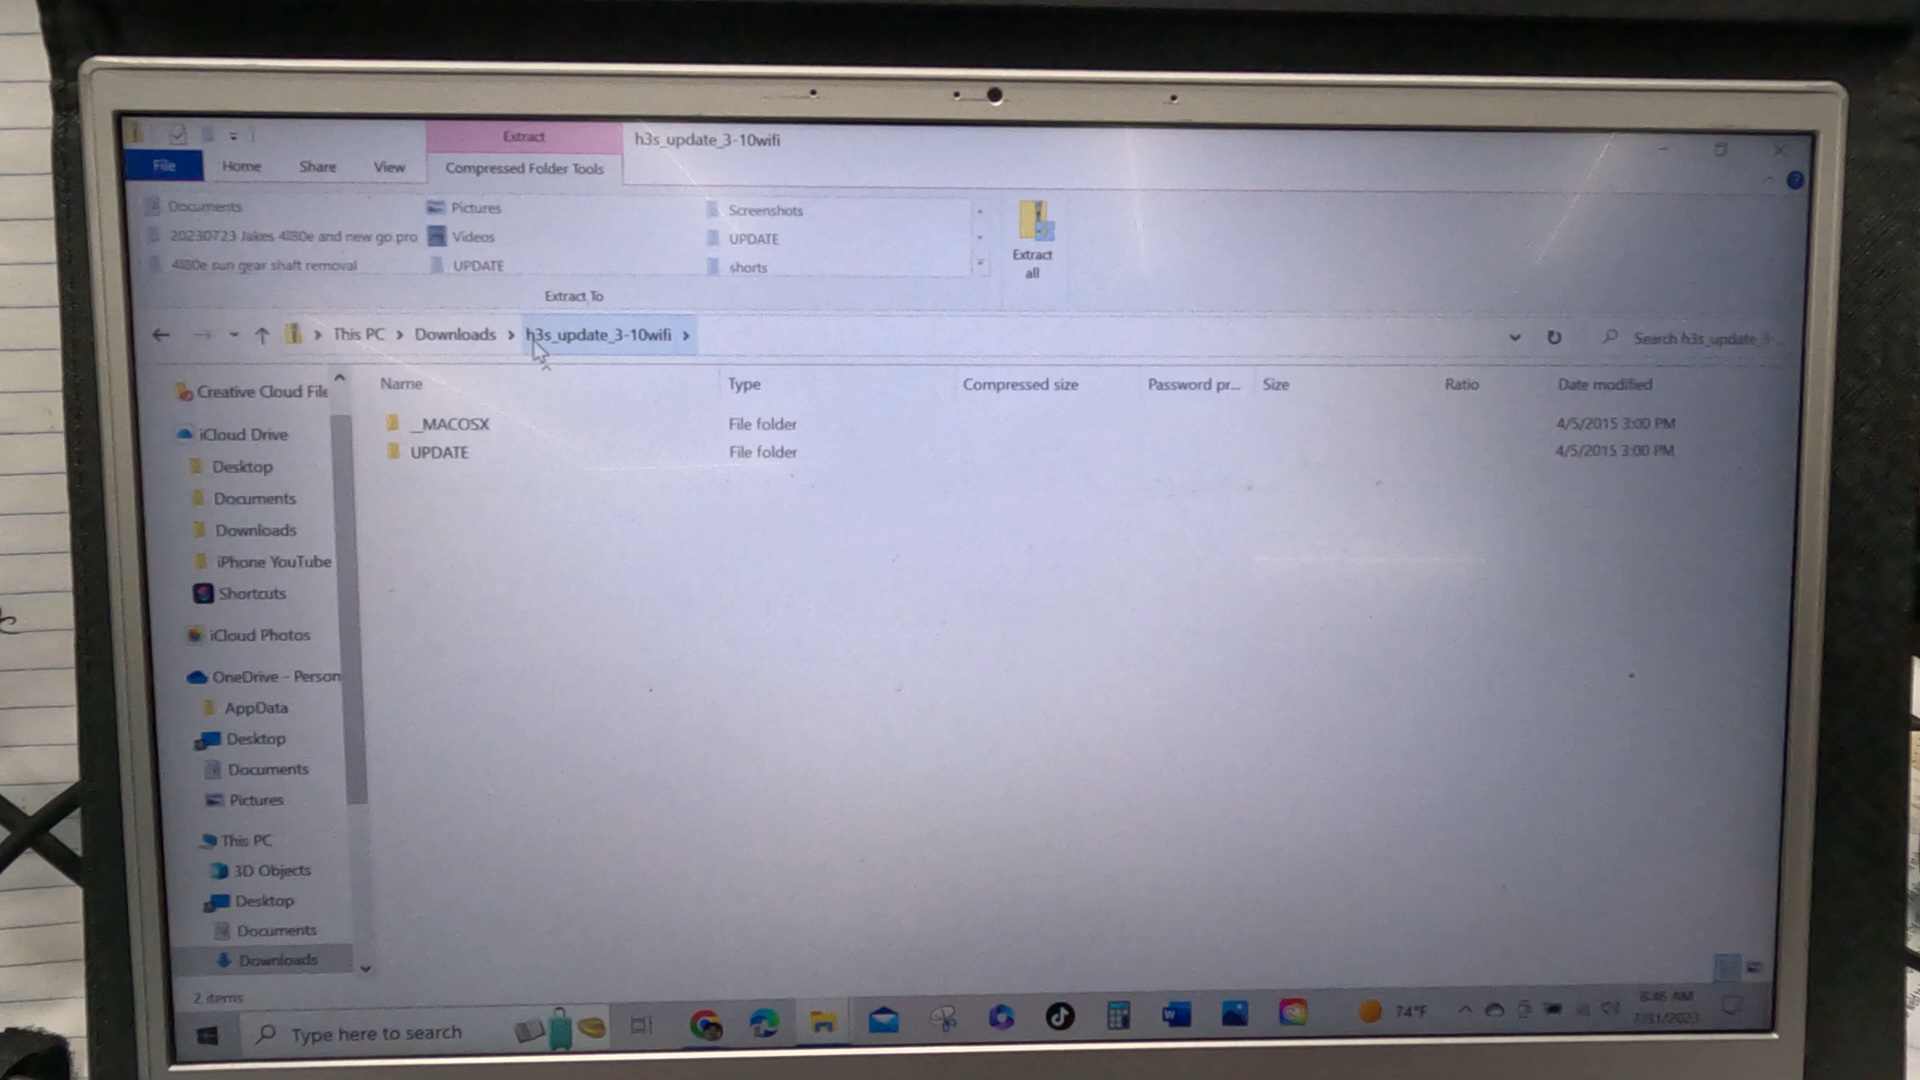 Extract
h3s_update_3-10wifi
File
Home
Share
View
Compressed Folder Tools
Documents
Pictures
Screenshots
20230723 Jakes 4l80e and new go pro
Videos
UPDATE
4l80e sun gear shaft removal
UPDATE
shorts
Extract all
Extract To
This PC > Downloads > h3s_update_3-10wifi >
Search h3s_update_3-...
Name
Type
Compressed size
Password pr...
Size
Ratio
Date modified
__MACOSX
File folder
4/5/2015 3:00 PM
UPDATE
File folder
4/5/2015 3:00 PM
Creative Cloud File
iCloud Drive
Desktop
Documents
Downloads
iPhone YouTube
Shortcuts
iCloud Photos
OneDrive - Person
AppData
Desktop
Documents
Pictures
This PC
3D Objects
Desktop
Documents
Downloads
2 items
Type here to search
74°F
8:46 AM
7/31/2023